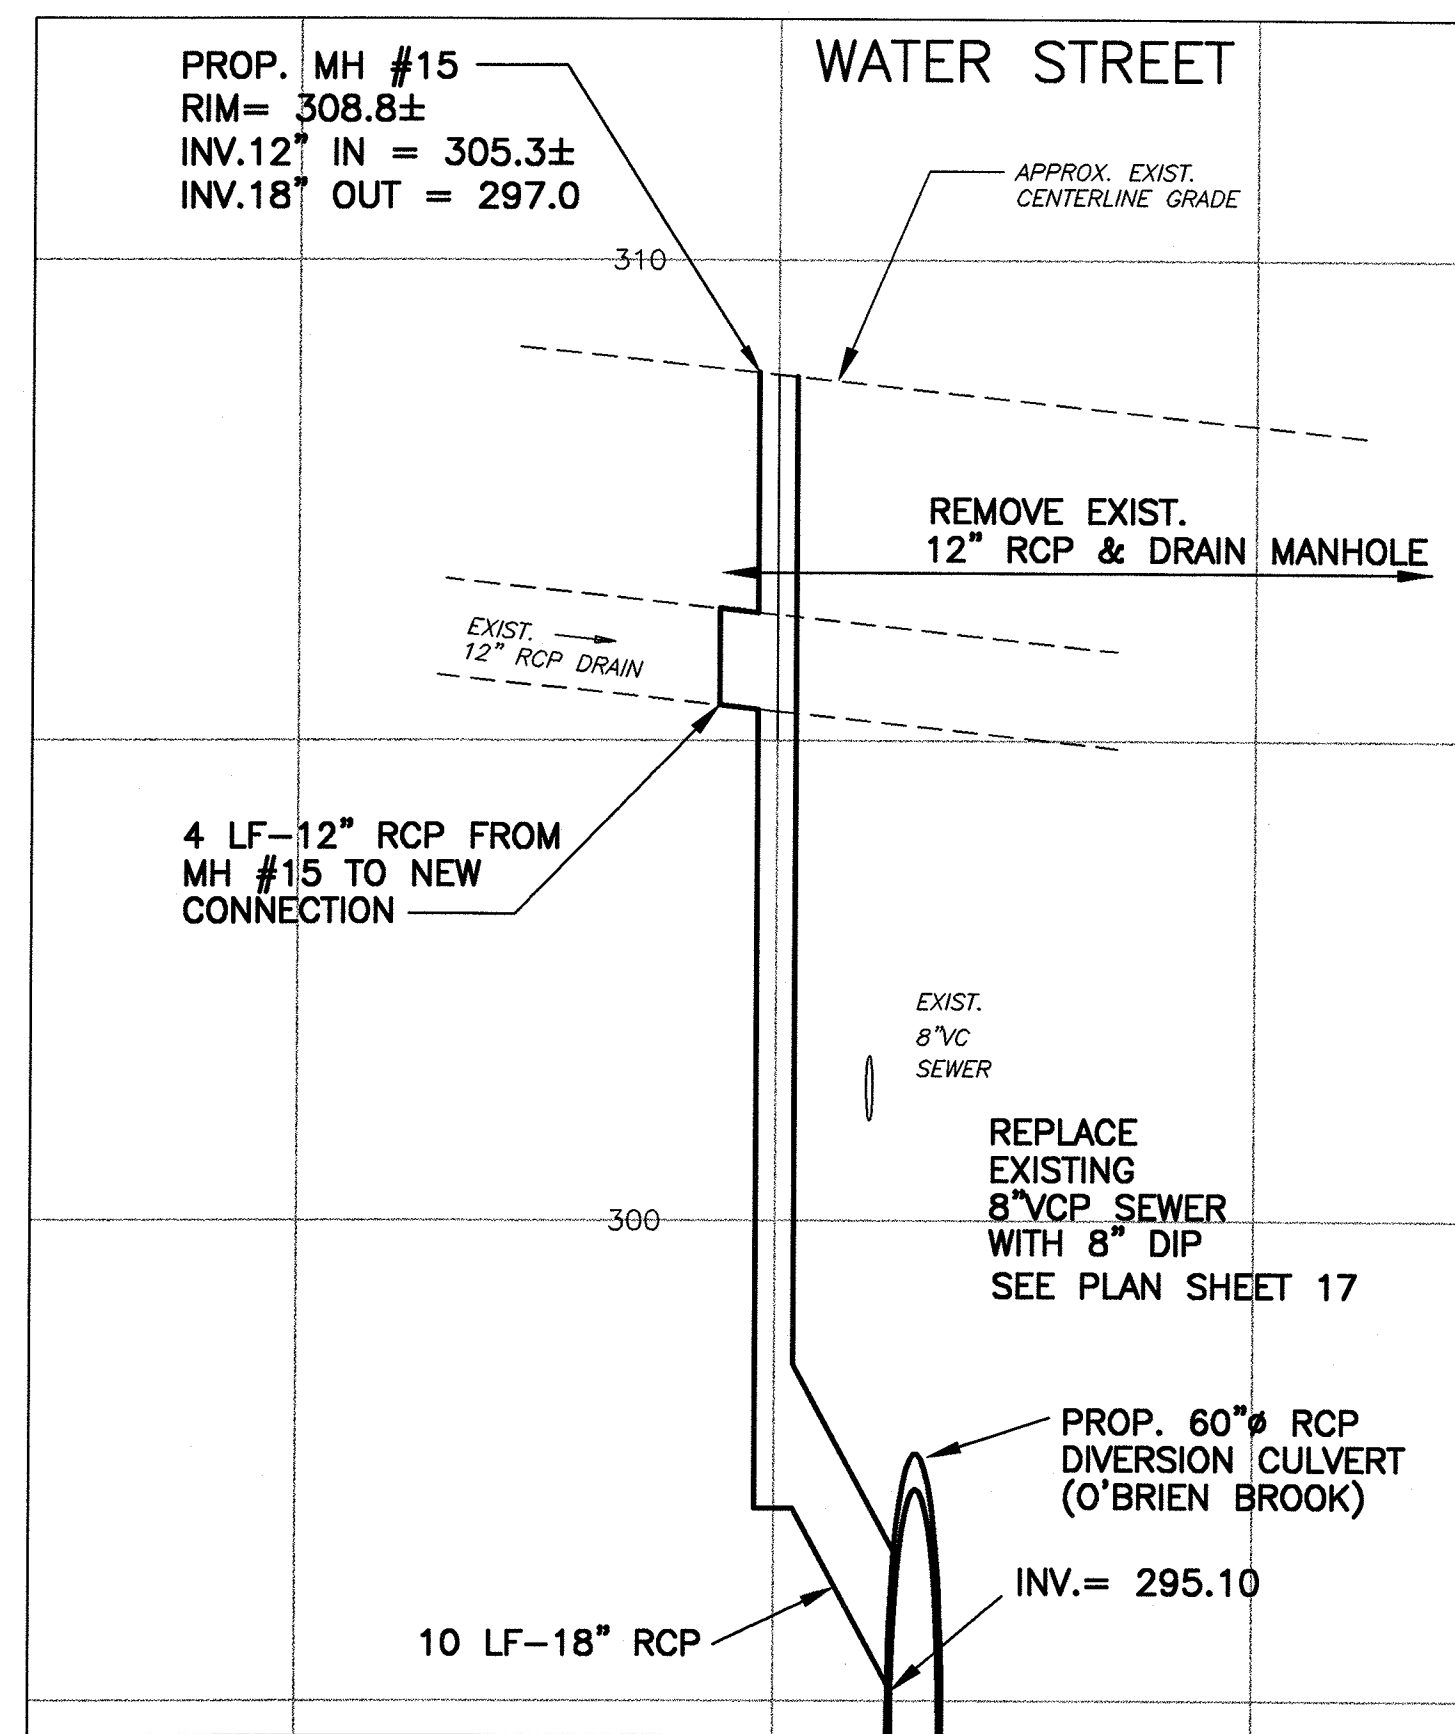 WATER STREET
PROP. MH #15
RIM= 308.8±
INV.12" IN = 305.3±
INV.18" OUT = 297.0
APPROX. EXIST.
CENTERLINE GRADE
310
REMOVE EXIST.
12" RCP & DRAIN MANHOLE
EXIST.
12" RCP DRAIN
4 LF-12" RCP FROM
MH #15 TO NEW
CONNECTION
EXIST.
8"VC
SEWER
REPLACE
EXISTING
8"VCP SEWER
WITH 8" DIP
SEE PLAN SHEET 17
300
PROP. 60"ø RCP
DIVERSION CULVERT
(O'BRIEN BROOK)
INV.= 295.10
10 LF-18" RCP